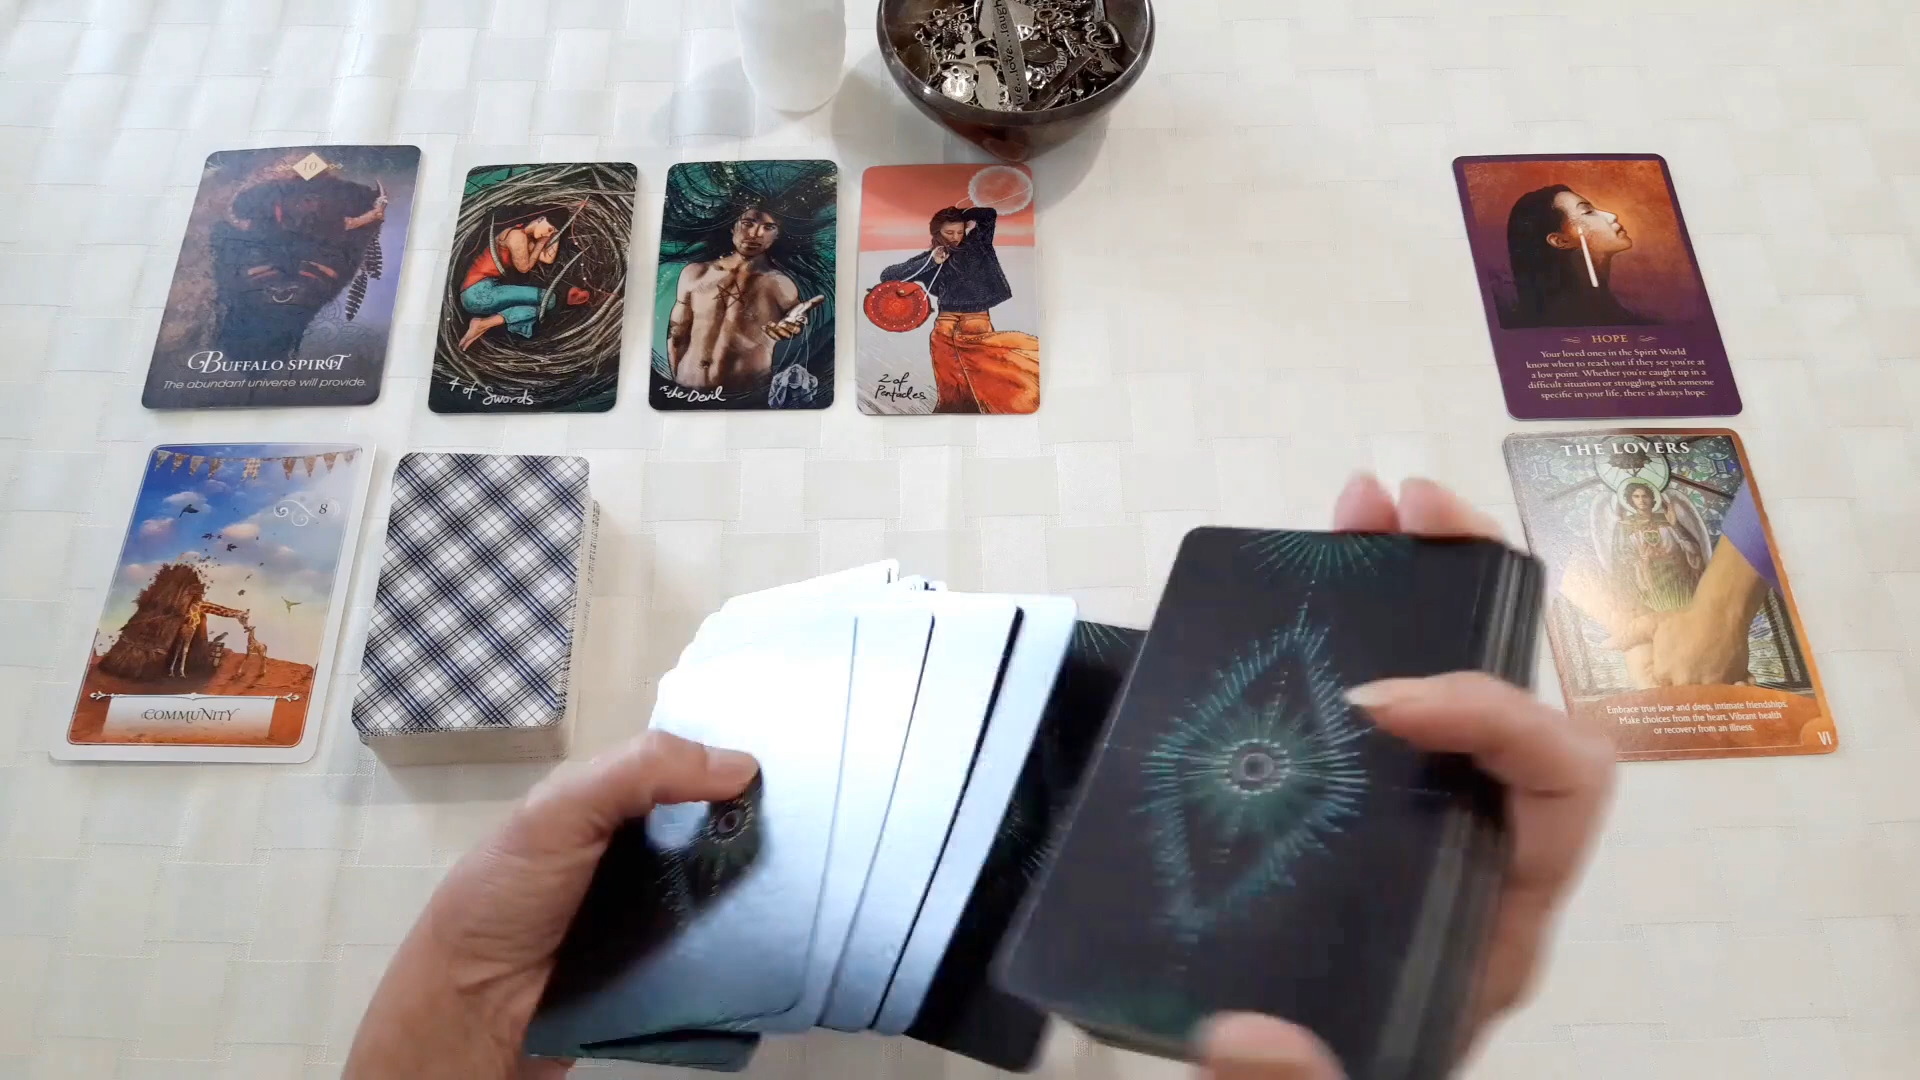 live...love...laugh
10
BUFFALO SPIRIT
The abundant universe will provide.
4 of Swords
15 the Devil
2 of
Pentacles
HOPE
Your loved ones in the Spirit World
know when to reach out if they see you're at
a low point. Whether you're caught up in a
difficult situation or struggling with someone
specific in your life, there is always hope.
8
COMMUNITY
THE LOVERS
Embrace true love and deep, intimate friendships.
Make choices from the heart. Vibrant health
or recovery from an illness.
VI